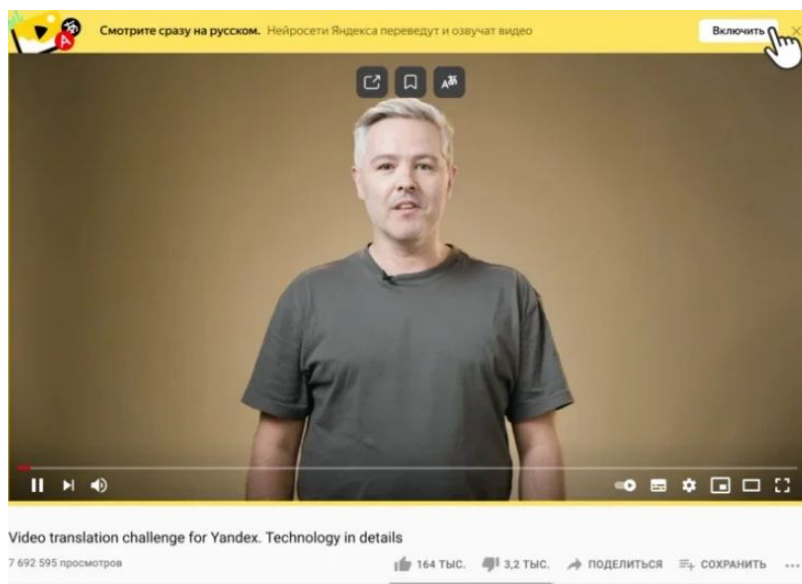 Смотрите сразу на русском. Нейросети Яндекса переведут и озвучат видео
Включить
Video translation challenge for Yandex. Technology in details
7 692 595 просмотров
164 ТЫС.
3,2 ТЫС.
ПОДЕЛИТЬСЯ
СОХРАНИТЬ